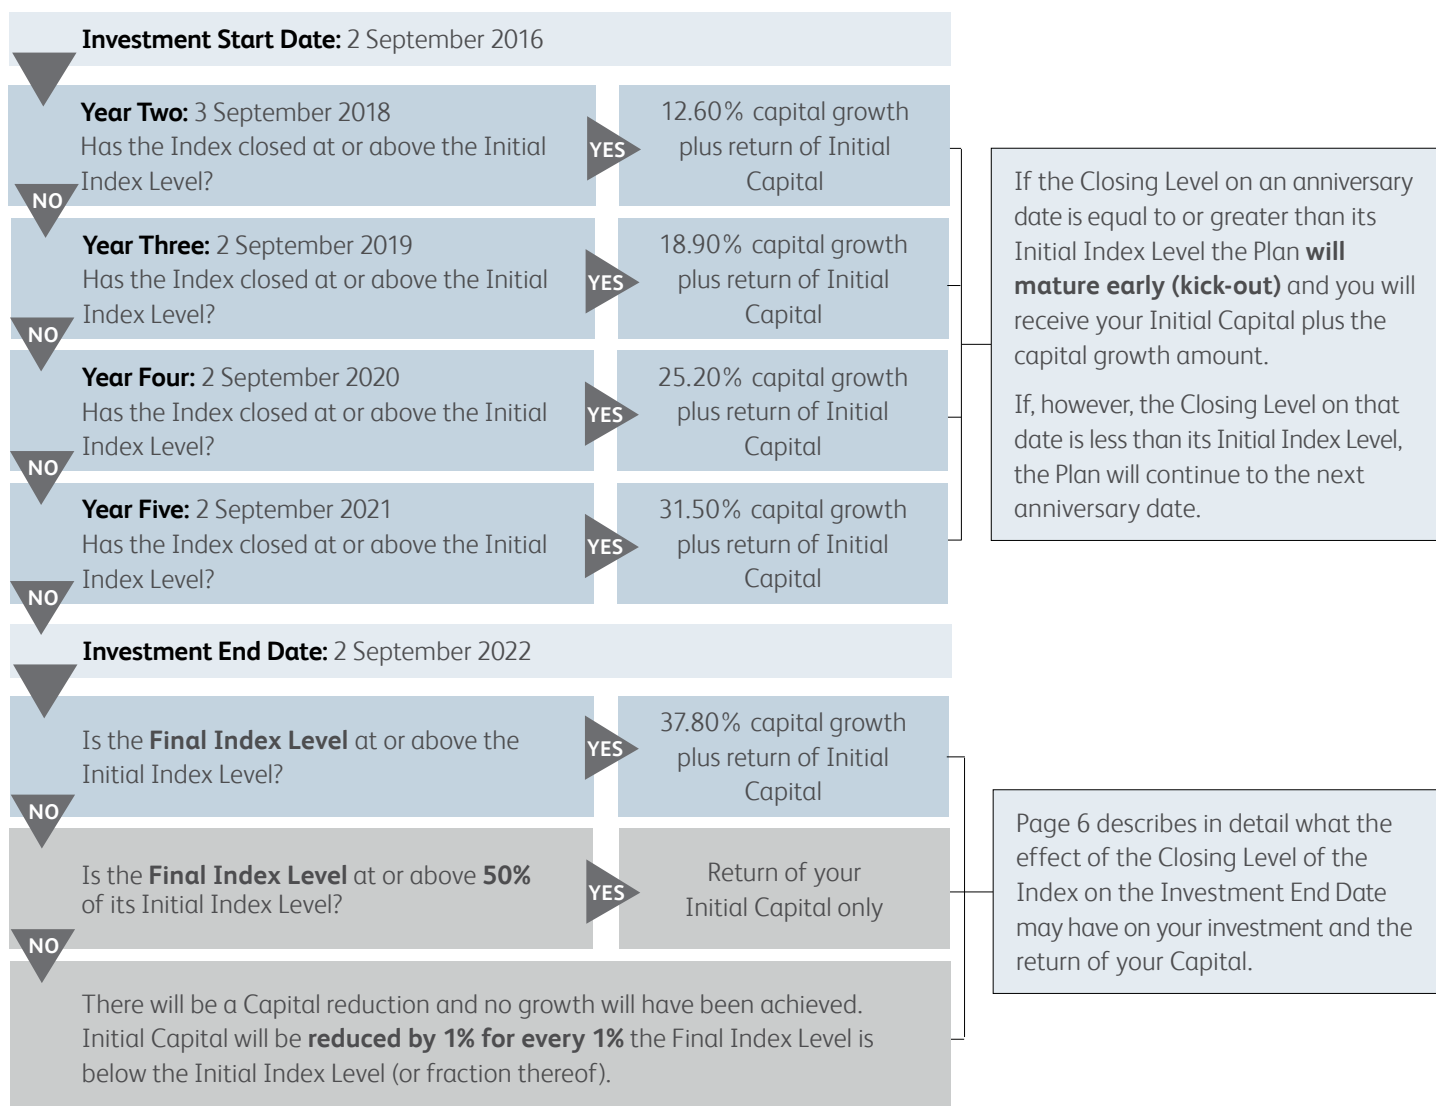 Investment Start Date: 2 September 2016
Year Two: 3 September 2018
Has the Index closed at or above the Initial
Index Level?
YES
12.60% capital growth
plus return of Initial
Capital
NO
Year Three: 2 September 2019
Has the Index closed at or above the Initial
Index Level?
YES
18.90% capital growth
plus return of Initial
Capital
NO
Year Four: 2 September 2020
Has the Index closed at or above the Initial
Index Level?
YES
25.20% capital growth
plus return of Initial
Capital
NO
Year Five: 2 September 2021
Has the Index closed at or above the Initial
Index Level?
YES
31.50% capital growth
plus return of Initial
Capital
NO
If the Closing Level on an anniversary
date is equal to or greater than its
Initial Index Level the Plan will
mature early (kick-out) and you will
receive your Initial Capital plus the
capital growth amount.
If, however, the Closing Level on that
date is less than its Initial Index Level,
the Plan will continue to the next
anniversary date.
Investment End Date: 2 September 2022
Is the Final Index Level at or above the
Initial Index Level?
YES
37.80% capital growth
plus return of Initial
Capital
NO
Is the Final Index Level at or above 50%
of its Initial Index Level?
YES
Return of your
Initial Capital only
NO
There will be a Capital reduction and no growth will have been achieved.
Initial Capital will be reduced by 1% for every 1% the Final Index Level is
below the Initial Index Level (or fraction thereof).
Page 6 describes in detail what the
effect of the Closing Level of the
Index on the Investment End Date
may have on your investment and the
return of your Capital.